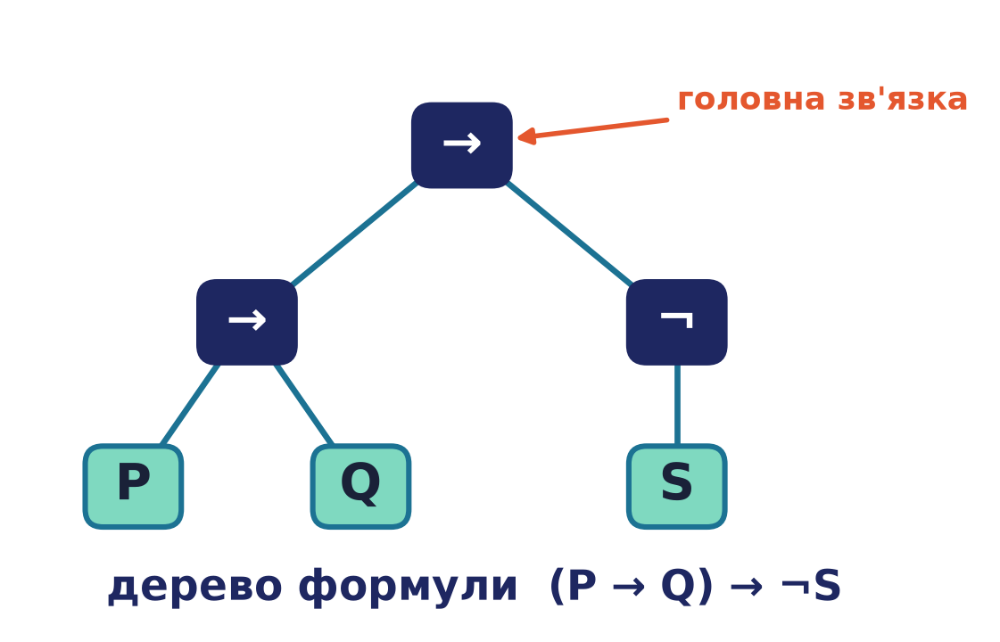 головна зв'язка
→
→ ¬
P Q S
дерево формули (P → Q) → ¬S